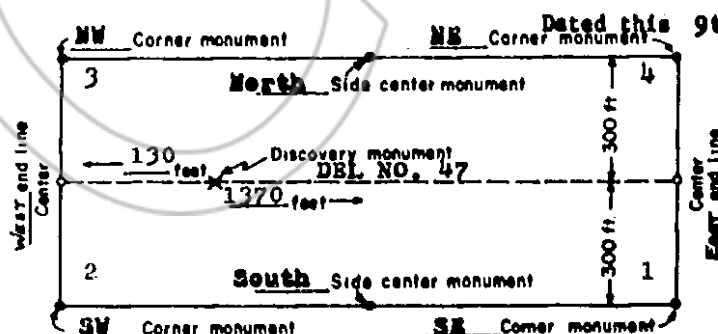 Dated this 9t
NW Corner monument NE Corner monument
3 4
North Side center monument
300 ft
WEST end line
Center
130 feet
Discovery monument
DEL NO. 47
1370 feet
Center
EAST end line
300 ft
2 1
South Side center monument
SW Corner monument SE Corner monument